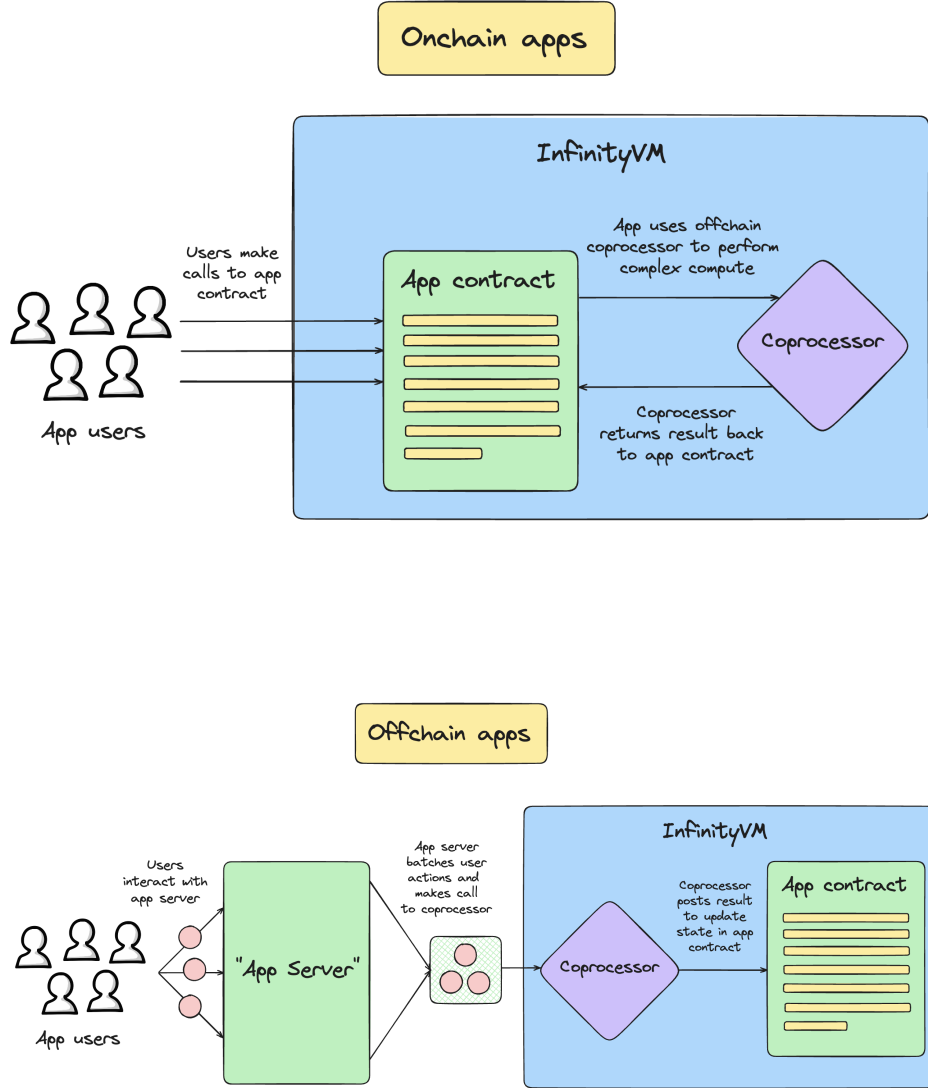 Onchain apps
InfinityVM
Users make
calls to app
contract
App uses offchain
coprocessor to perform
complex compute
App contract
Coprocessor
Coprocessor
returns result back
to app contract
App users
Offchain apps
InfinityVM
Users
interact with
app server
App server
batches user
actions and
makes call
to coprocessor
"App Server"
Coprocessor
Coprocessor
posts result
to update
state in app
contract
App contract
App users